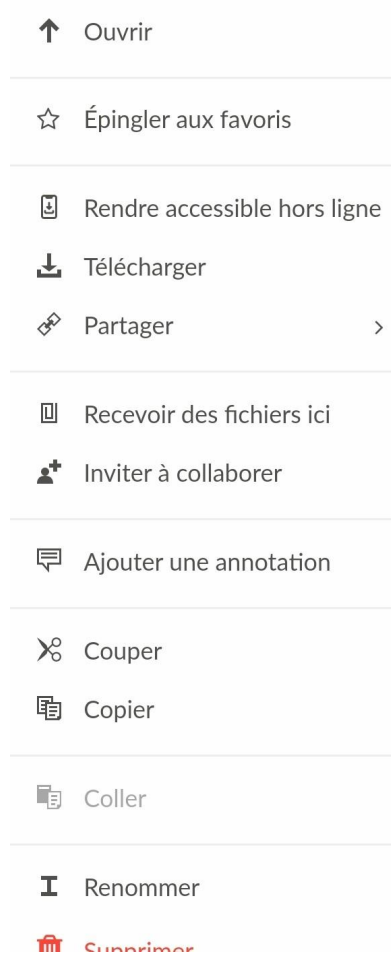 Ouvrir
Épingler aux favoris
Rendre accessible hors ligne
Télécharger
Partager
Recevoir des fichiers ici
Inviter à collaborer
Ajouter une annotation
Couper
Copier
Coller
Renommer
Supprimer